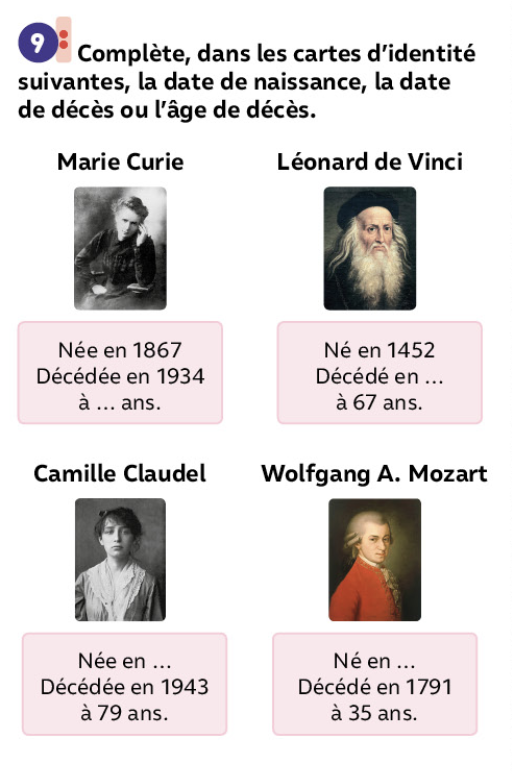 9 Complète, dans les cartes d'identité
suivantes, la date de naissance, la date
de décès ou l'âge de décès.
Marie Curie
Née en 1867
Décédée en 1934
à ... ans.
Léonard de Vinci
Né en 1452
Décédé en ...
à 67 ans.
Camille Claudel
Née en ...
Décédée en 1943
à 79 ans.
Wolfgang A. Mozart
Né en ...
Décédé en 1791
à 35 ans.